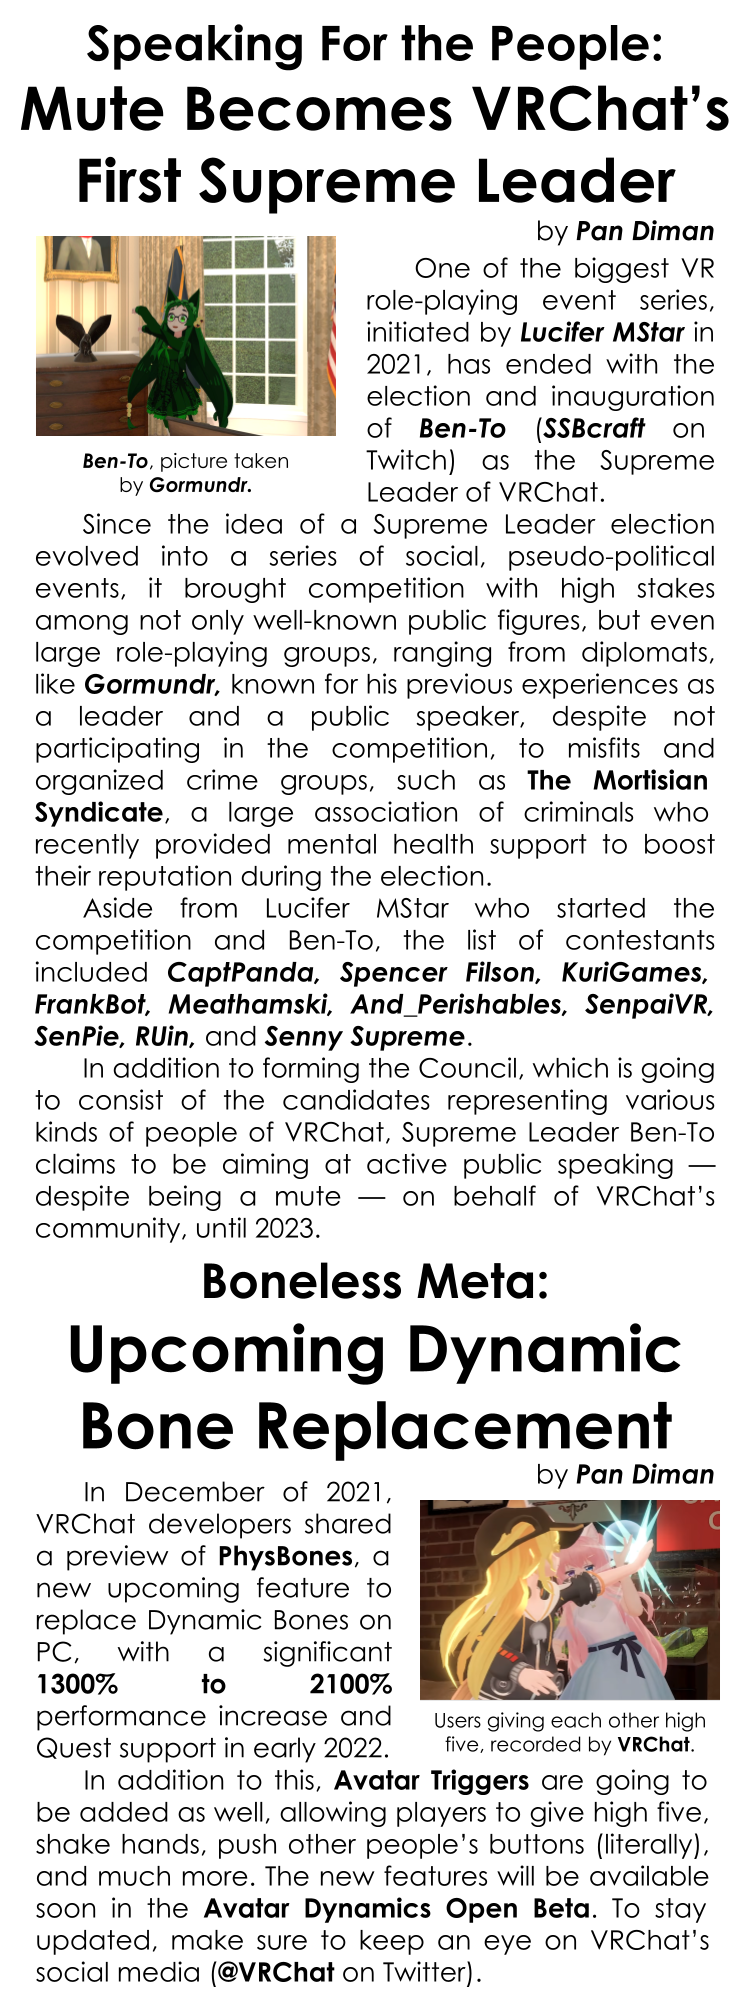 Speaking For the People:
Mute Becomes VRChat's
First Supreme Leader
by Pan Diman
Ben-To, picture taken
by Gormundr.
One of the biggest VR
role-playing event series,
initiated by Lucifer MStar in
2021, has ended with the
election and inauguration
of Ben-To (SSBcraft on
Twitch) as the Supreme
Leader of VRChat.
Since the idea of a Supreme Leader election
evolved into a series of social, pseudo-political
events, it brought competition with high stakes
among not only well-known public figures, but even
large role-playing groups, ranging from diplomats,
like Gormundr, known for his previous experiences as
a leader and a public speaker, despite not
participating in the competition, to misfits and
organized crime groups, such as The Mortisian
Syndicate, a large association of criminals who
recently provided mental health support to boost
their reputation during the election.
Aside from Lucifer MStar who started the
competition and Ben-To, the list of contestants
included CaptPanda, Spencer Filson, KuriGames,
FrankBot, Meathamski, And_Perishables, SenpaiVR,
SenPie, RUin, and Senny Supreme.
In addition to forming the Council, which is going
to consist of the candidates representing various
kinds of people of VRChat, Supreme Leader Ben-To
claims to be aiming at active public speaking —
despite being a mute — on behalf of VRChat's
community, until 2023.
Boneless Meta:
Upcoming Dynamic
Bone Replacement
by Pan Diman
In December of 2021,
VRChat developers shared
a preview of PhysBones, a
new upcoming feature to
replace Dynamic Bones on
PC, with a significant
1300% to 2100%
performance increase and
Quest support in early 2022.
Users giving each other high
five, recorded by VRChat.
In addition to this, Avatar Triggers are going to
be added as well, allowing players to give high five,
shake hands, push other people's buttons (literally),
and much more. The new features will be available
soon in the Avatar Dynamics Open Beta. To stay
updated, make sure to keep an eye on VRChat's
social media (@VRChat on Twitter).